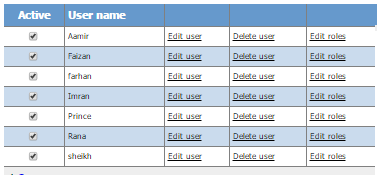 Active User name
Aamir Edit user Delete user Edit roles
Faizan Edit user Delete user Edit roles
farhan Edit user Delete user Edit roles
Imran Edit user Delete user Edit roles
Prince Edit user Delete user Edit roles
Rana Edit user Delete user Edit roles
sheikh Edit user Delete user Edit roles